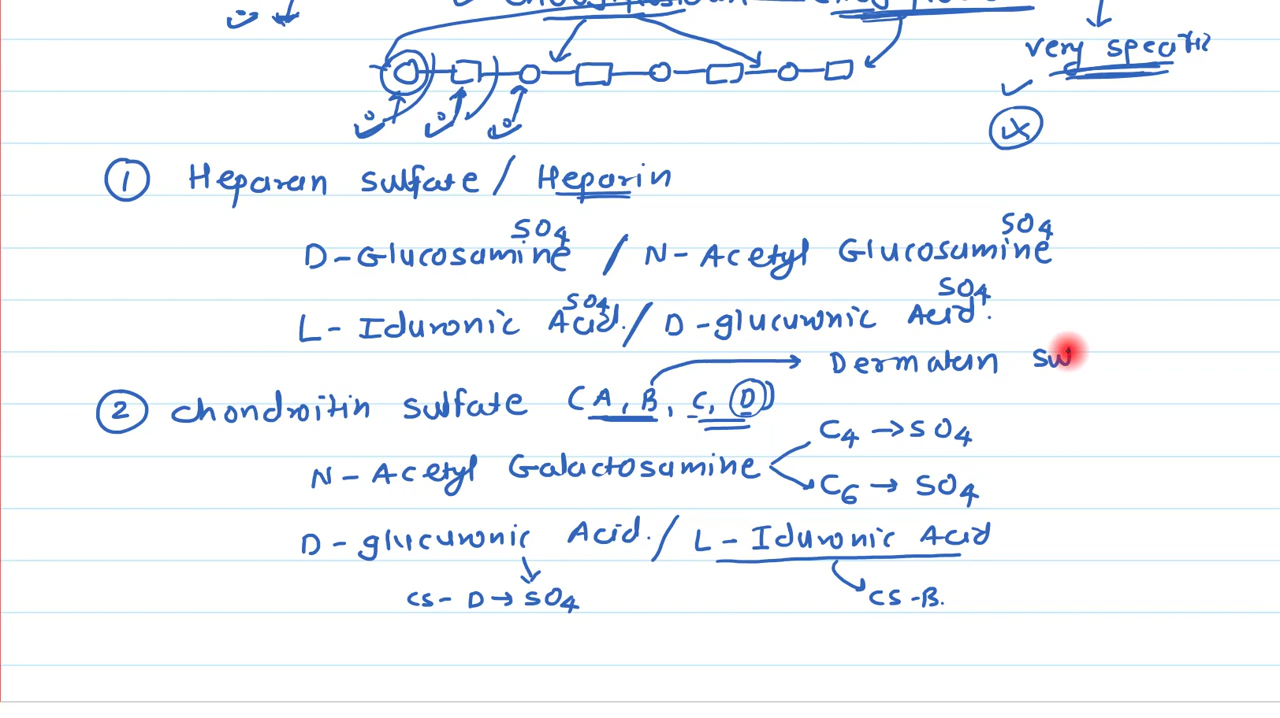 very specific
① Heparan sulfate / Heparin
D-Glucosamine SO4 / N-Acetyl Glucosamine SO4
L-Iduronic Acid. SO4 / D-glucuronic Acid. SO4
Dermatan Su
② chondroitin sulfate (A, B, C, D)
C4 → SO4
N-Acetyl Galactosamine
C6 → SO4
D-glucuronic Acid. / L-Iduronic Acid
CS-D → SO4 CS-B.